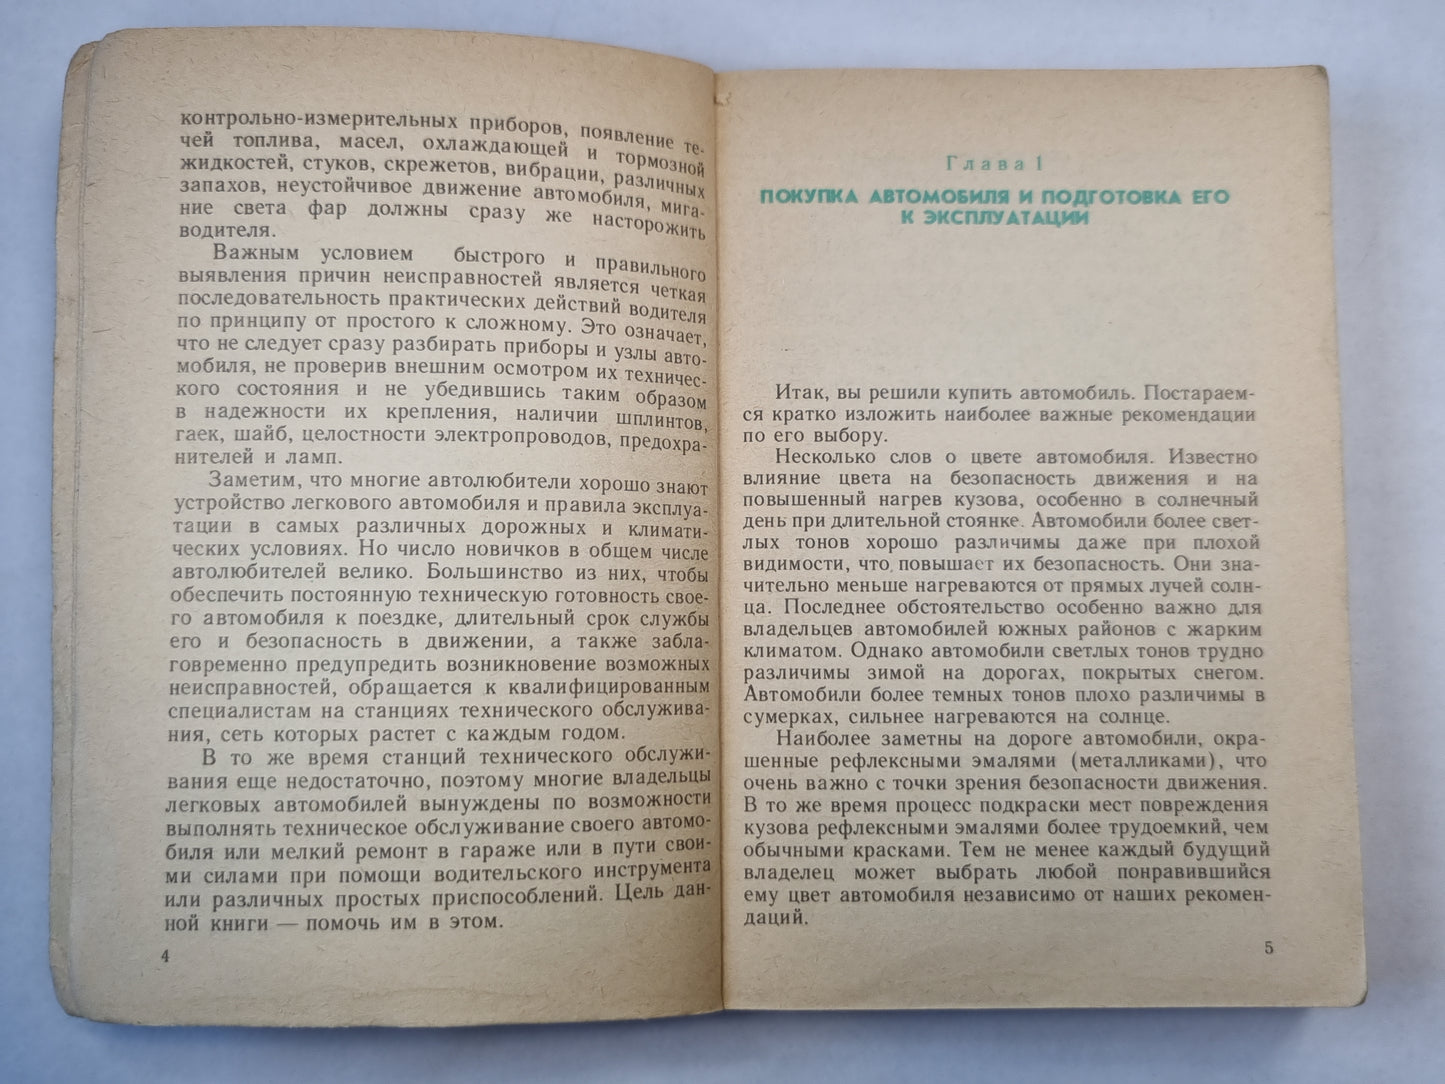 контрольно-измерительных приборов, появление те-
чей топлива, масел, охлаждающей и тормозной
жидкостей, стуков, скрежетов, вибрации, различных
запахов, неустойчивое движение автомобиля, мига-
ние света фар должны сразу же насторожить
водителя.
Важным условием быстрого и правильного
выявления причин неисправностей является четкая
последовательность практических действий водителя
по принципу от простого к сложному. Это означает,
что не следует сразу разбирать приборы и узлы авто-
мобиля, не проверив внешним осмотром их техничес-
кого состояния и не убедившись таким образом
в надежности их крепления, наличии шплинтов,
гаек, шайб, целостности электропроводов, предохра-
нителей и ламп.
Заметим, что многие автолюбители хорошо знают
устройство легкового автомобиля и правила эксплуа-
тации в самых различных дорожных и климати-
ческих условиях. Но число новичков в общем числе
автолюбителей велико. Большинство из них, чтобы
обеспечить постоянную техническую готовность свое-
го автомобиля к поездке, длительный срок службы
его и безопасность в движении, а также забла-
говременно предупредить возникновение возможных
неисправностей, обращается к квалифицированным
специалистам на станциях технического обслужива-
ния, сеть которых растет с каждым годом.
В то же время станций технического обслужи-
вания еще недостаточно, поэтому многие владельцы
легковых автомобилей вынуждены по возможности
выполнять техническое обслуживание своего автомо-
биля или мелкий ремонт в гараже или в пути свои-
ми силами при помощи водительского инструмента
или различных простых приспособлений. Цель дан-
ной книги — помочь им в этом.
4
Глава 1
ПОКУПКА АВТОМОБИЛЯ И ПОДГОТОВКА ЕГО
К ЭКСПЛУАТАЦИИ
Итак, вы решили купить автомобиль. Постараем-
ся кратко изложить наиболее важные рекомендации
по его выбору.
Несколько слов о цвете автомобиля. Известно
влияние цвета на безопасность движения и на
повышенный нагрев кузова, особенно в солнечный
день при длительной стоянке. Автомобили более свет-
лых тонов хорошо различимы даже при плохой
видимости, что повышает их безопасность. Они зна-
чительно меньше нагреваются от прямых лучей солн-
ца. Последнее обстоятельство особенно важно для
владельцев автомобилей южных районов с жарким
климатом. Однако автомобили светлых тонов трудно
различимы зимой на дорогах, покрытых снегом.
Автомобили более темных тонов плохо различимы в
сумерках, сильнее нагреваются на солнце.
Наиболее заметны на дороге автомобили, окра-
шенные рефлексными эмалями (металликами), что
очень важно с точки зрения безопасности движения.
В то же время процесс подкраски мест повреждения
кузова рефлексными эмалями более трудоемкий, чем
обычными красками. Тем не менее каждый будущий
владелец может выбрать любой понравившийся
ему цвет автомобиля независимо от наших рекомен-
даций.
5